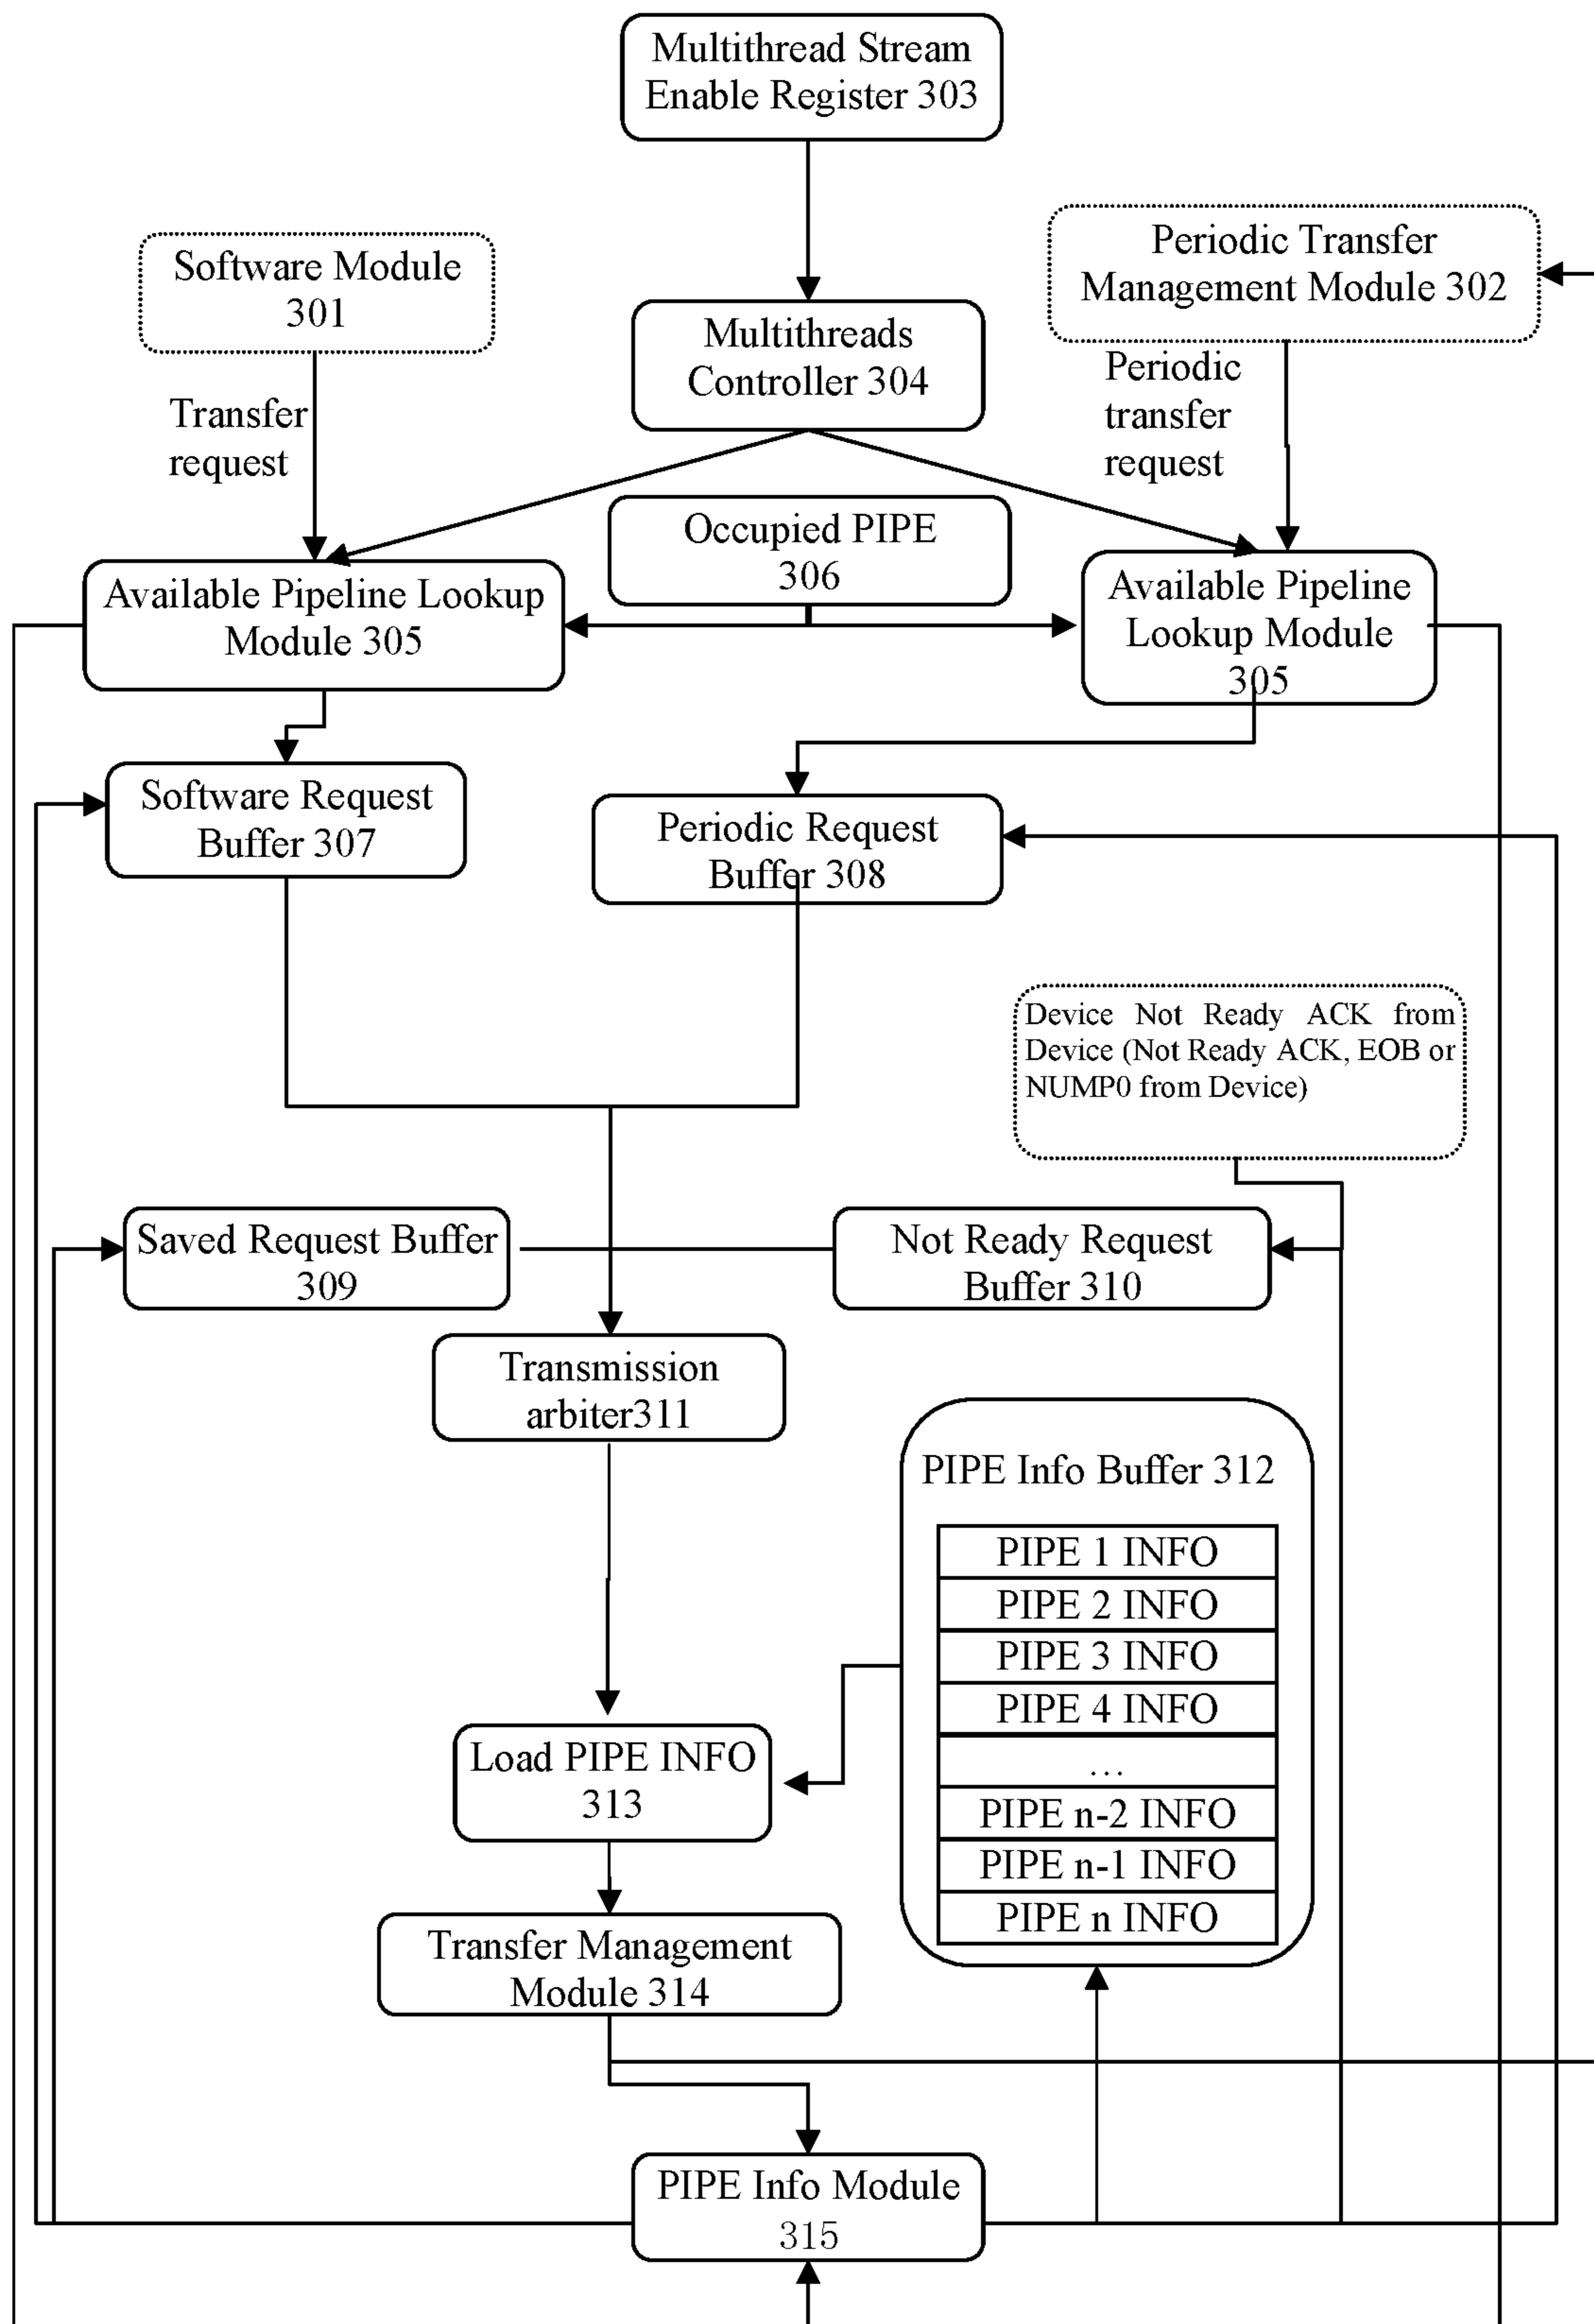 Multithread Stream
Enable Register 303
Software Module
301
Periodic Transfer
Management Module 302
Multithreads
Controller 304
Transfer
request
Periodic
transfer
request
Occupied PIPE
306
Available Pipeline Lookup
Module 305
Available Pipeline
Lookup Module
305
Software Request
Buffer 307
Periodic Request
Buffer 308
Device Not Ready ACK from
Device (Not Ready ACK, EOB or
NUMP0 from Device)
Saved Request Buffer
309
Not Ready Request
Buffer 310
Transmission
arbiter311
PIPE Info Buffer 312
PIPE 1 INFO
PIPE 2 INFO
PIPE 3 INFO
PIPE 4 INFO
...
PIPE n-2 INFO
PIPE n-1 INFO
PIPE n INFO
Load PIPE INFO
313
Transfer Management
Module 314
PIPE Info Module
315